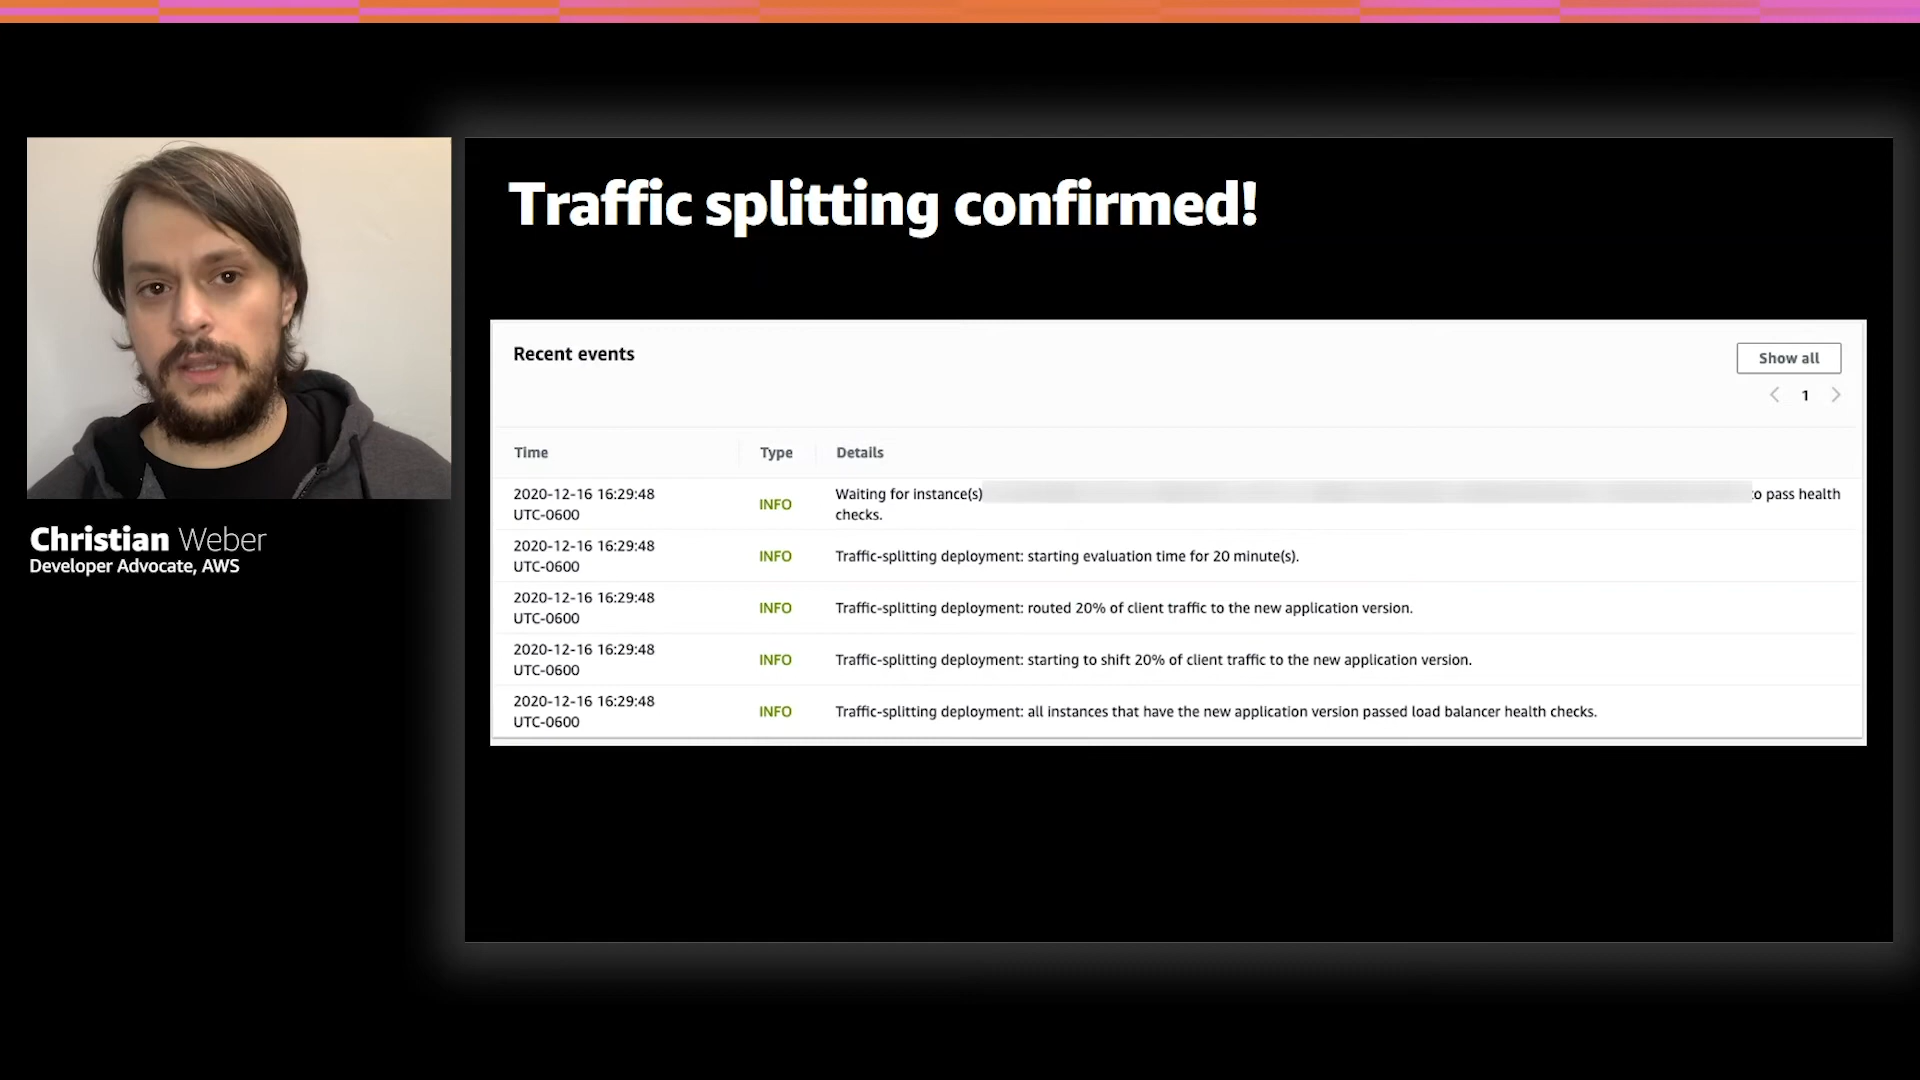 Traffic splitting confirmed!
Recent events
Show all
1
Time Type Details
2020-12-16 16:29:48
UTC-0600
INFO
Waiting for instance(s) to pass health
checks.
2020-12-16 16:29:48
UTC-0600
INFO
Traffic-splitting deployment: starting evaluation time for 20 minute(s).
2020-12-16 16:29:48
UTC-0600
INFO
Traffic-splitting deployment: routed 20% of client traffic to the new application version.
2020-12-16 16:29:48
UTC-0600
INFO
Traffic-splitting deployment: starting to shift 20% of client traffic to the new application version.
2020-12-16 16:29:48
UTC-0600
INFO
Traffic-splitting deployment: all instances that have the new application version passed load balancer health checks.
Christian Weber
Developer Advocate, AWS